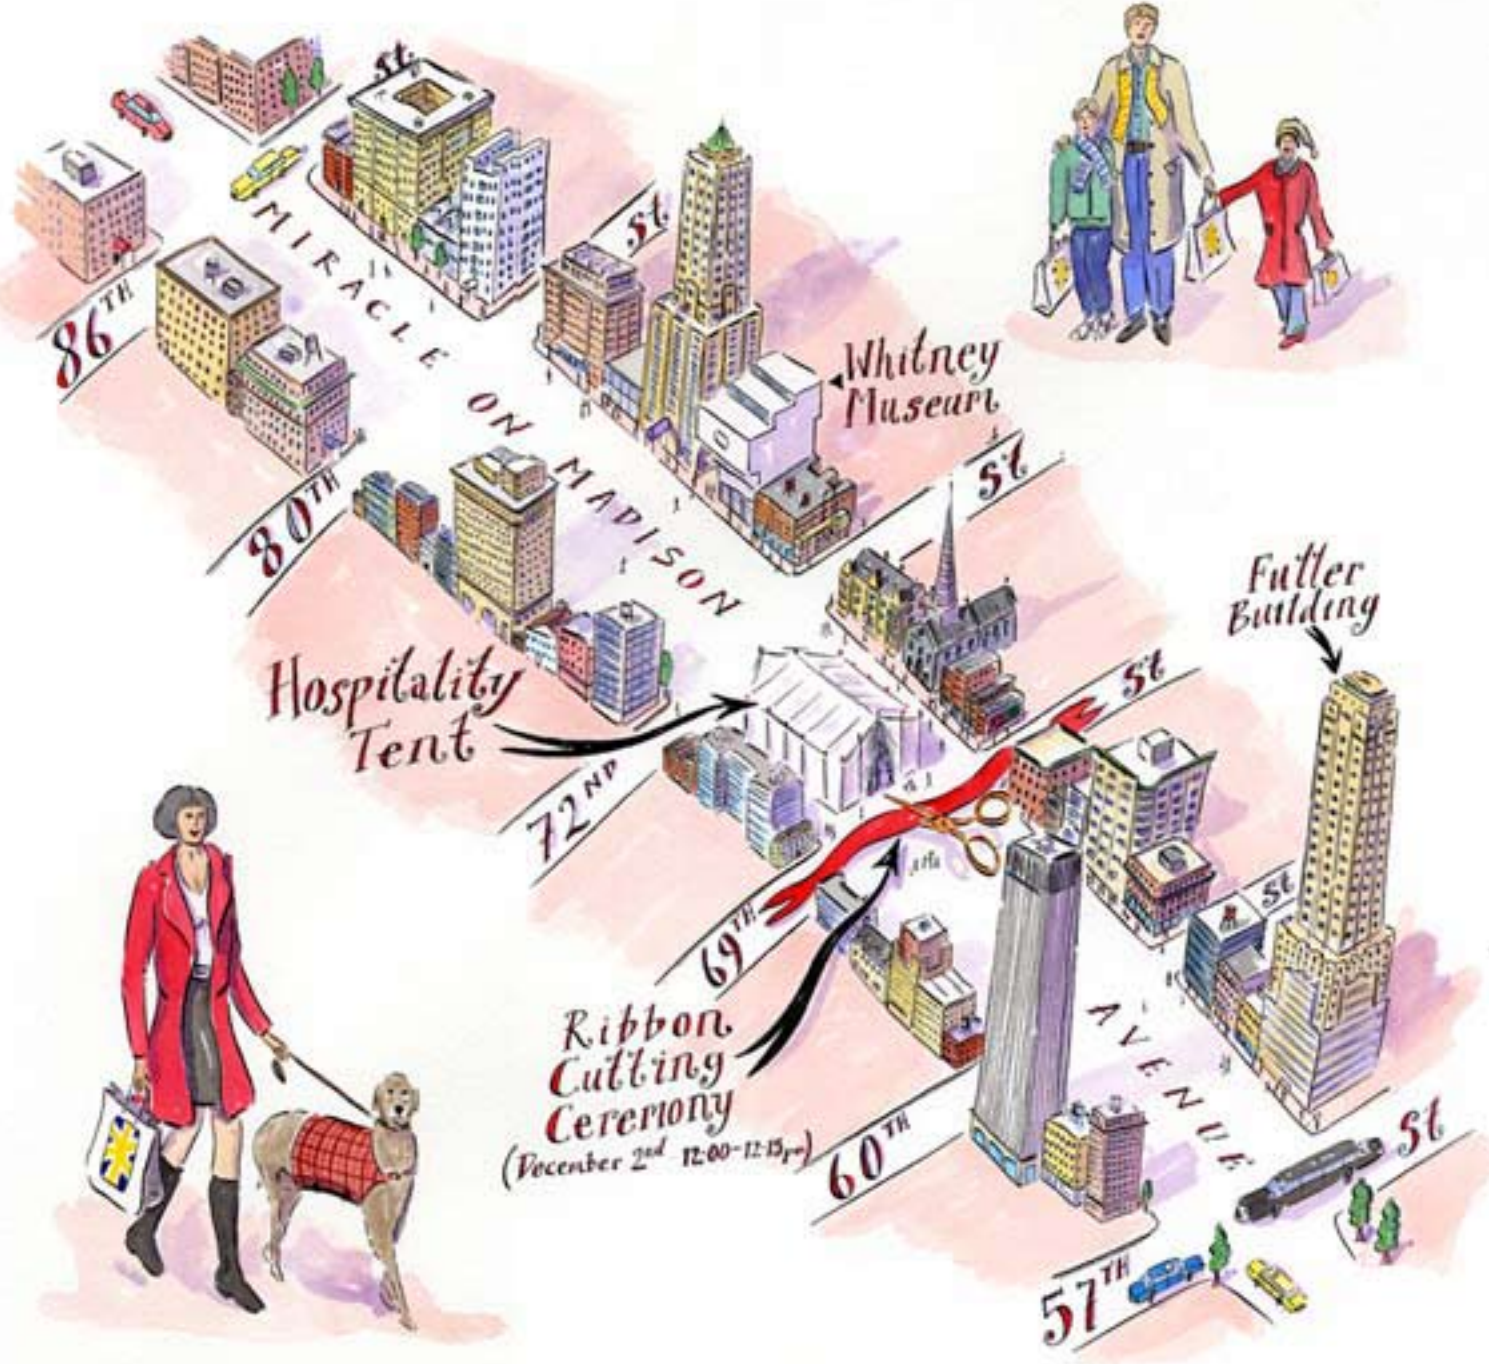 St
86TH
St
MIRACLE ON MADISON AVENUE
Whitney
Museum
80TH
St
Hospitality
Tent
72ND
St
Fuller
Building
69TH
St
Ribbon
Cutting
Ceremony
(December 2nd 12:00-12:15pm)
60TH
St
57TH